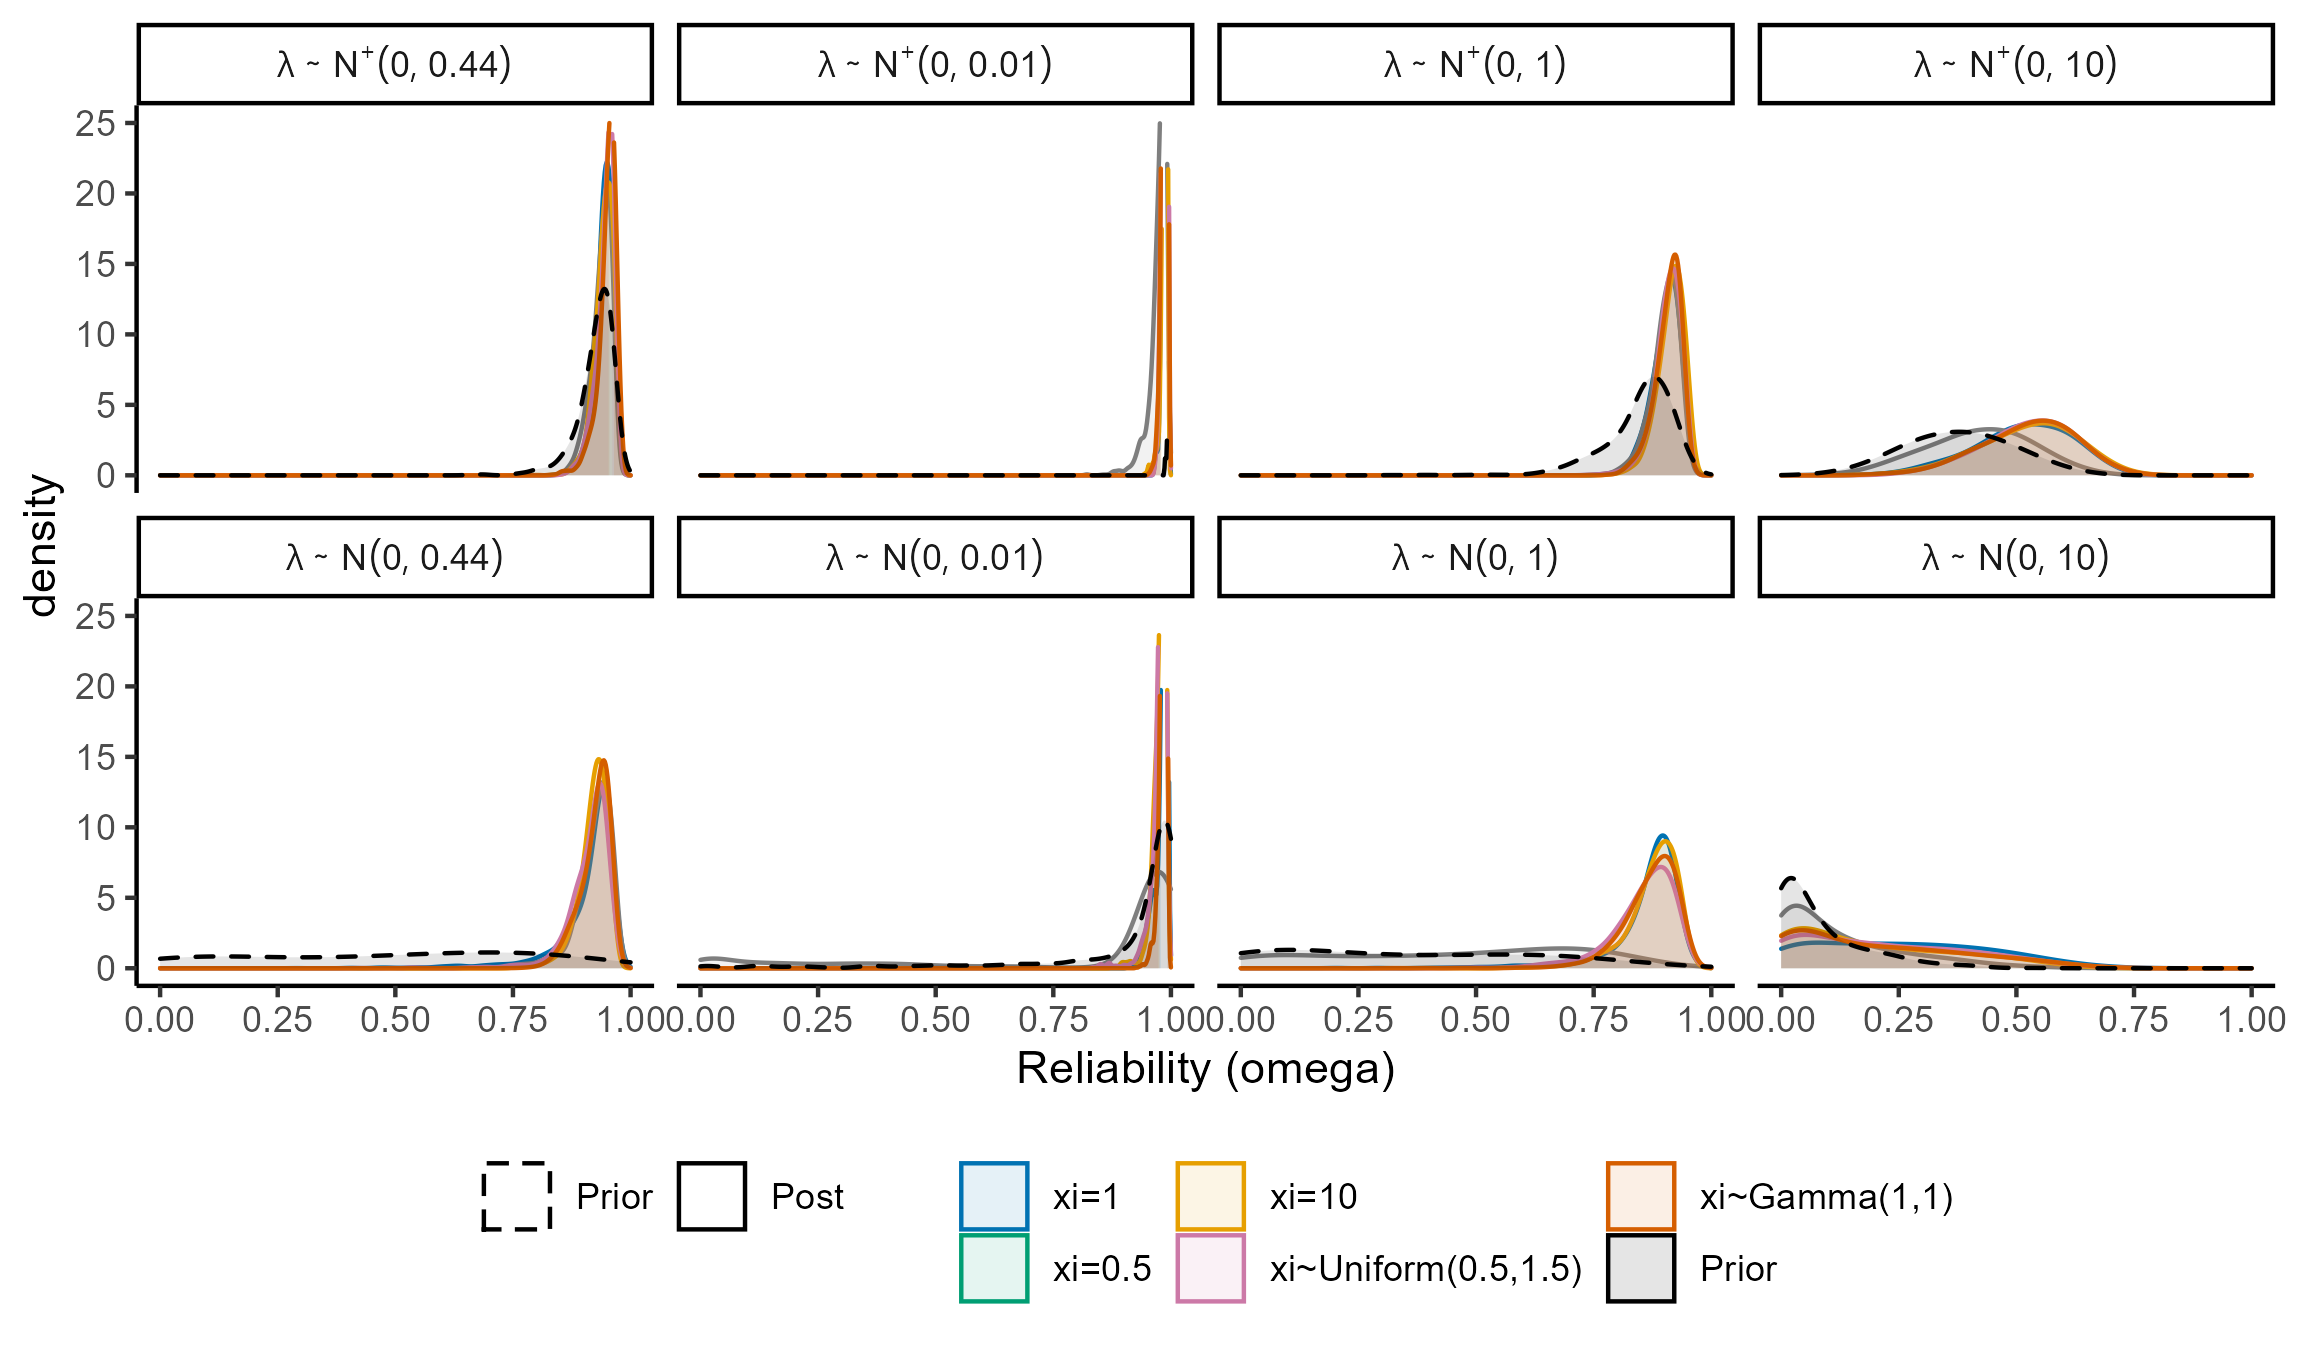 λ ~ N⁺(0, 0.44) λ ~ N⁺(0, 0.01) λ ~ N⁺(0, 1) λ ~ N⁺(0, 10)
25
20
15
10
5
0
density
λ ~ N(0, 0.44) λ ~ N(0, 0.01) λ ~ N(0, 1) λ ~ N(0, 10)
25
20
15
10
5
0
0.00 0.25 0.50 0.75 1.00 0.00 0.25 0.50 0.75 1.00 0.00 0.25 0.50 0.75 1.00 0.00 0.25 0.50 0.75 1.00
Reliability (omega)
Prior Post xi=1 xi=10 xi~Gamma(1,1)
xi=0.5 xi~Uniform(0.5,1.5) Prior